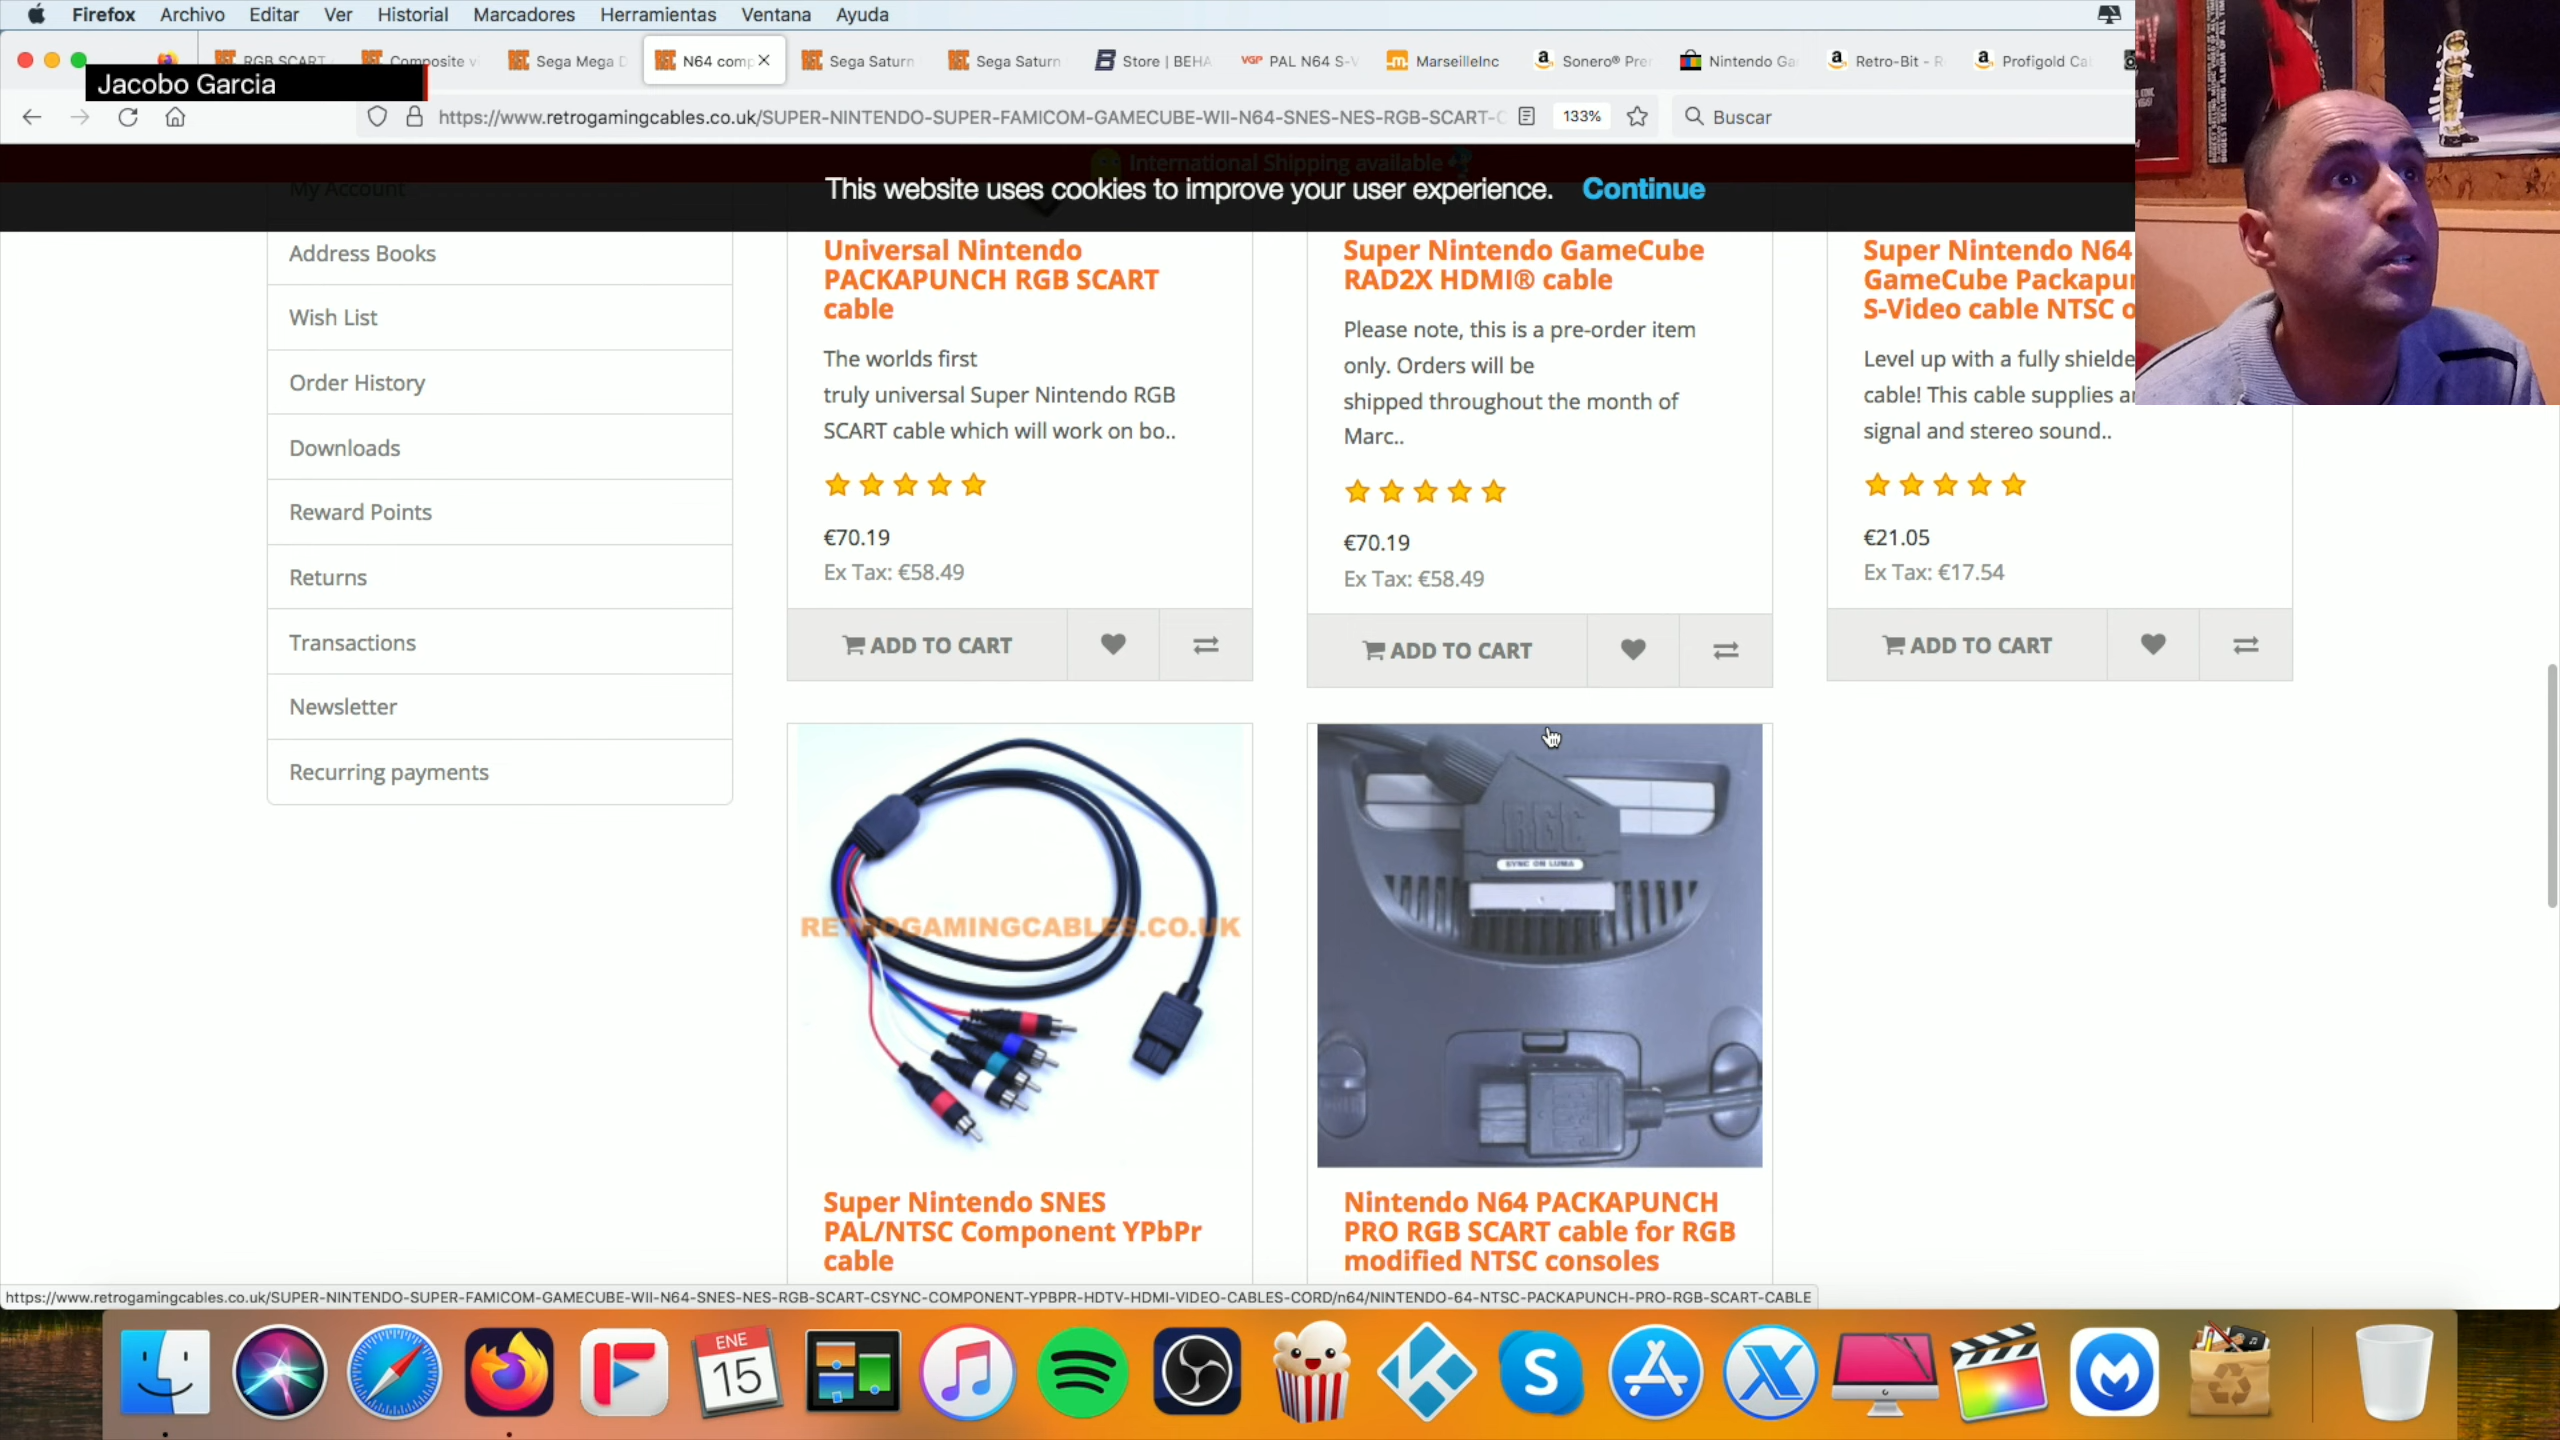 Firefox Archivo Editar Ver Historial Marcadores Herramientas Ventana Ayuda
RGB SCART
Composite vi
Sega Mega D
N64 comp
Sega Saturn
Sega Saturn
Store | BEHA
VGP PAL N64 S-V
MarseilleInc
Sonero® Pre
Nintendo Ga
Retro-Bit - R
Profigold Ca
Jacobo Garcia
https://www.retrogamingcables.co.uk/SUPER-NINTENDO-SUPER-FAMICOM-GAMECUBE-WII-N64-SNES-NES-RGB-SCART-C
133%
Buscar
International Shipping available
This website uses cookies to improve your user experience. Continue
My Account
Address Books
Wish List
Order History
Downloads
Reward Points
Returns
Transactions
Newsletter
Recurring payments
Universal Nintendo
PACKAPUNCH RGB SCART
cable
The worlds first
truly universal Super Nintendo RGB
SCART cable which will work on bo..
€70.19
Ex Tax: €58.49
ADD TO CART
Super Nintendo GameCube
RAD2X HDMI® cable
Please note, this is a pre-order item
only. Orders will be
shipped throughout the month of
Marc..
€70.19
Ex Tax: €58.49
ADD TO CART
Super Nintendo N64
GameCube Packapu
S-Video cable NTSC o
Level up with a fully shielde
cable! This cable supplies a
signal and stereo sound..
€21.05
Ex Tax: €17.54
ADD TO CART
RETROGAMINGCABLES.CO.UK
RGC
SYNC ON LUMA
Super Nintendo SNES
PAL/NTSC Component YPbPr
cable
Nintendo N64 PACKAPUNCH
PRO RGB SCART cable for RGB
modified NTSC consoles
https://www.retrogamingcables.co.uk/SUPER-NINTENDO-SUPER-FAMICOM-GAMECUBE-WII-N64-SNES-NES-RGB-SCART-CSYNC-COMPONENT-YPBPR-HDTV-HDMI-VIDEO-CABLES-CORD/n64/NINTENDO-64-NTSC-PACKAPUNCH-PRO-RGB-SCART-CABLE
ENE
15